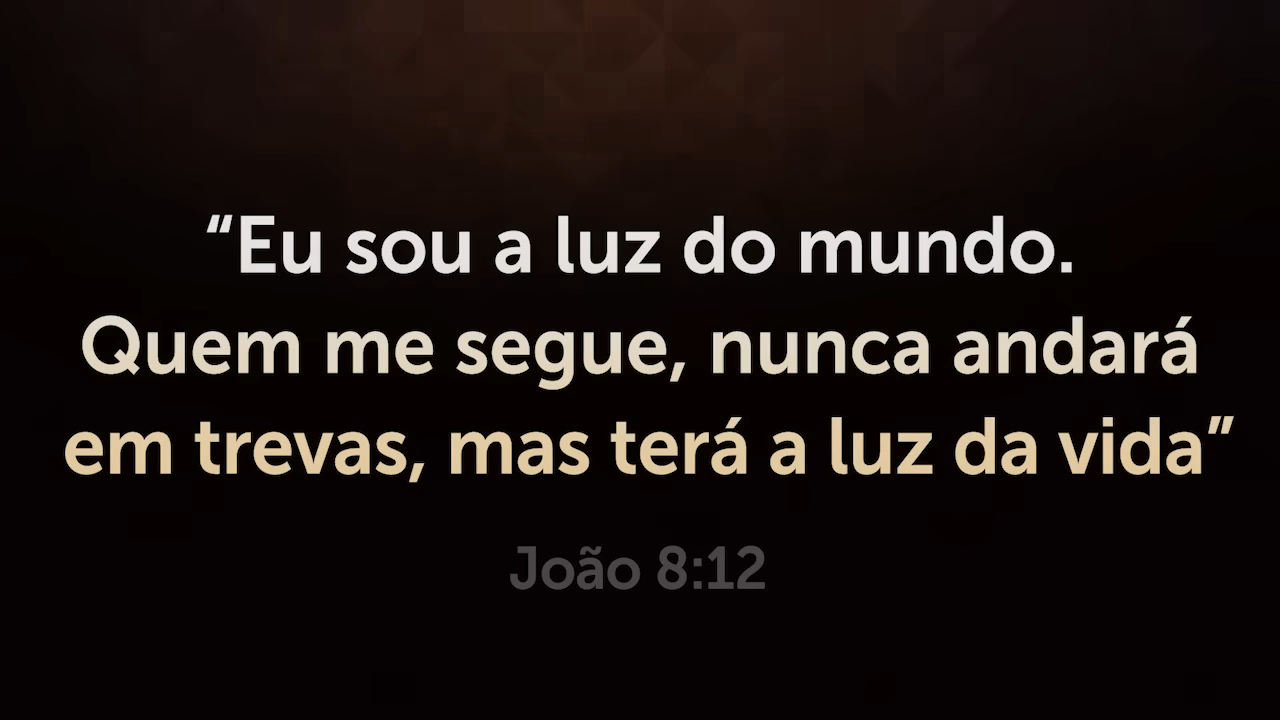 “Eu sou a luz do mundo.
Quem me segue, nunca andará
em trevas, mas terá a luz da vida”
João 8:12